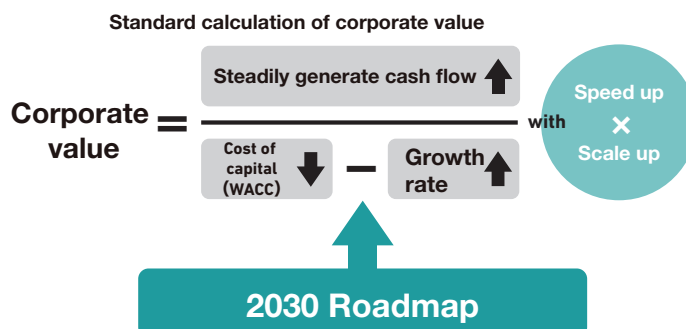 Standard calculation of corporate value
Steadily generate cash flow
Corporate
value
=
with
Speed up
×
Scale up
Cost of
capital
(WACC)
–
Growth
rate
2030 Roadmap